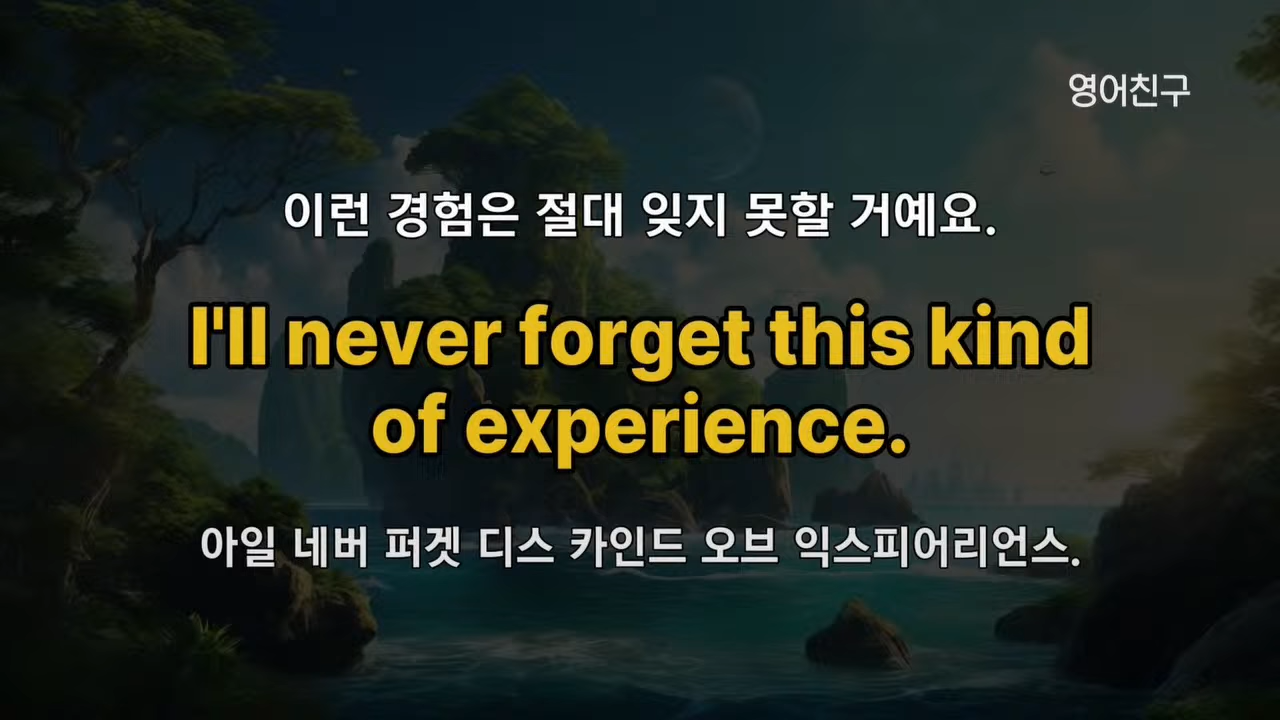 영어친구
이런 경험은 절대 잊지 못할 거예요.
I'll never forget this kind
of experience.
아일 네버 퍼겟 디스 카인드 오브 익스피어리언스.